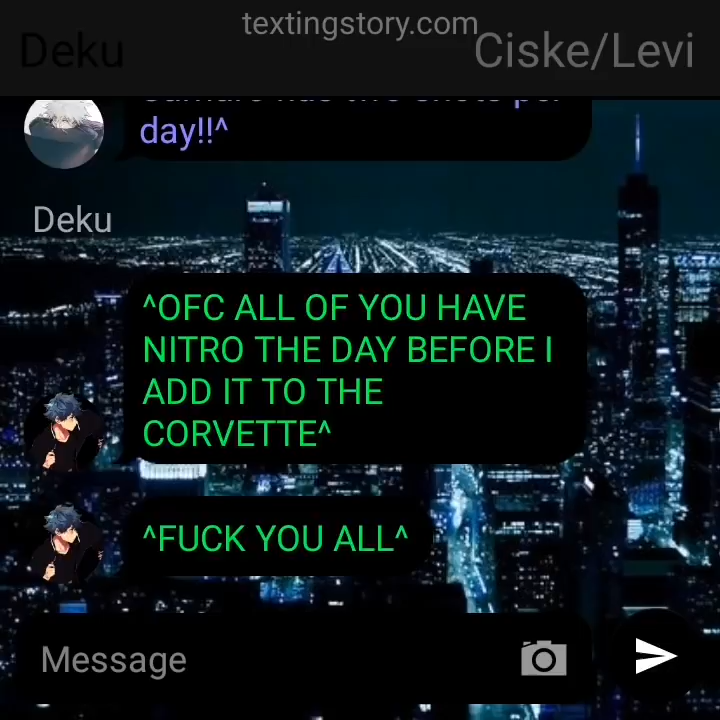 textingstory.com
Deku
Ciske/Levi
day!!^
Deku
^OFC ALL OF YOU HAVE
NITRO THE DAY BEFORE I
ADD IT TO THE
CORVETTE^
^FUCK YOU ALL^
Message